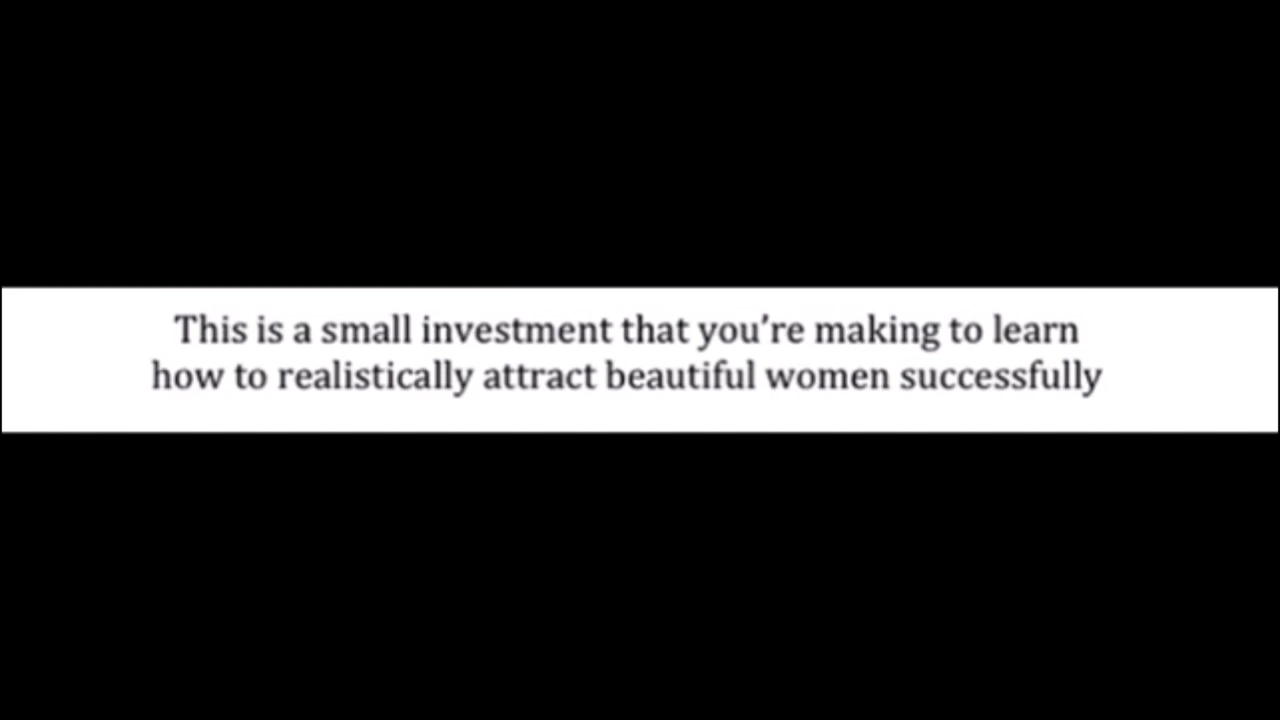 This is a small investment that you're making to learn
how to realistically attract beautiful women successfully